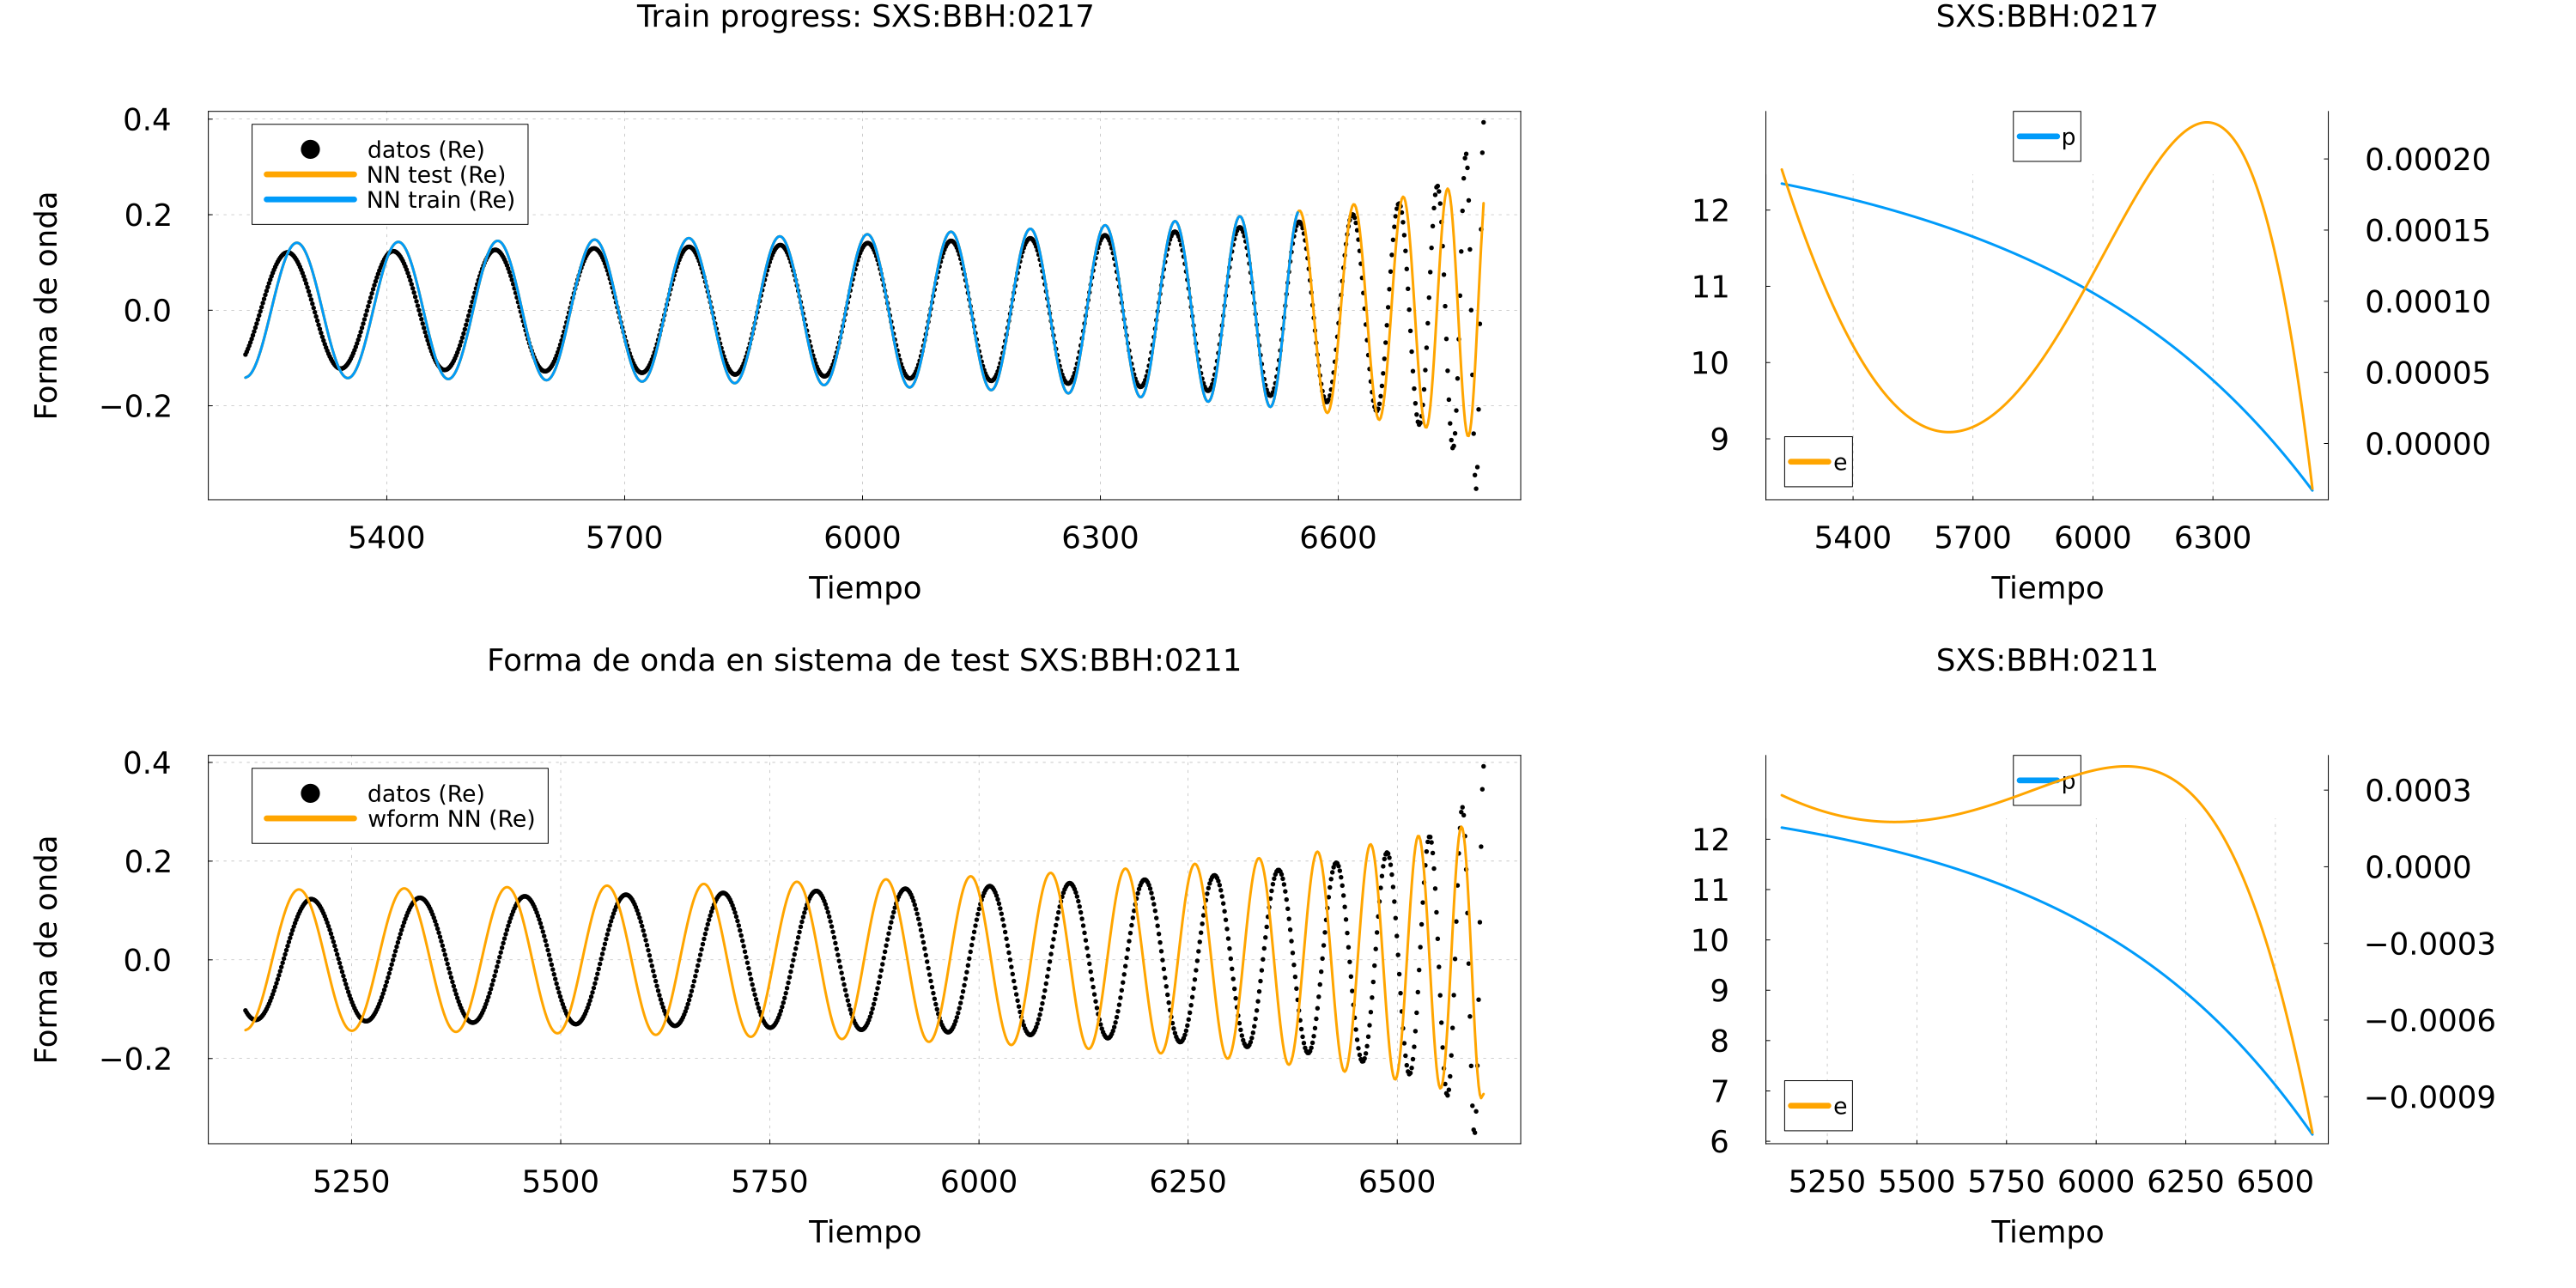 Train progress: SXS:BBH:0217
SXS:BBH:0217
0.4
0.2
0.0
−0.2
Forma de onda
datos (Re)
NN test (Re)
NN train (Re)
5400 5700 6000 6300 6600
Tiempo
12
11
10
9
p
e
0.00020
0.00015
0.00010
0.00005
0.00000
5400 5700 6000 6300
Tiempo
Forma de onda en sistema de test SXS:BBH:0211
SXS:BBH:0211
0.4
0.2
0.0
−0.2
Forma de onda
datos (Re)
wform NN (Re)
5250 5500 5750 6000 6250 6500
Tiempo
12
11
10
9
8
7
6
p
e
0.0003
0.0000
−0.0003
−0.0006
−0.0009
5250 5500 5750 6000 6250 6500
Tiempo